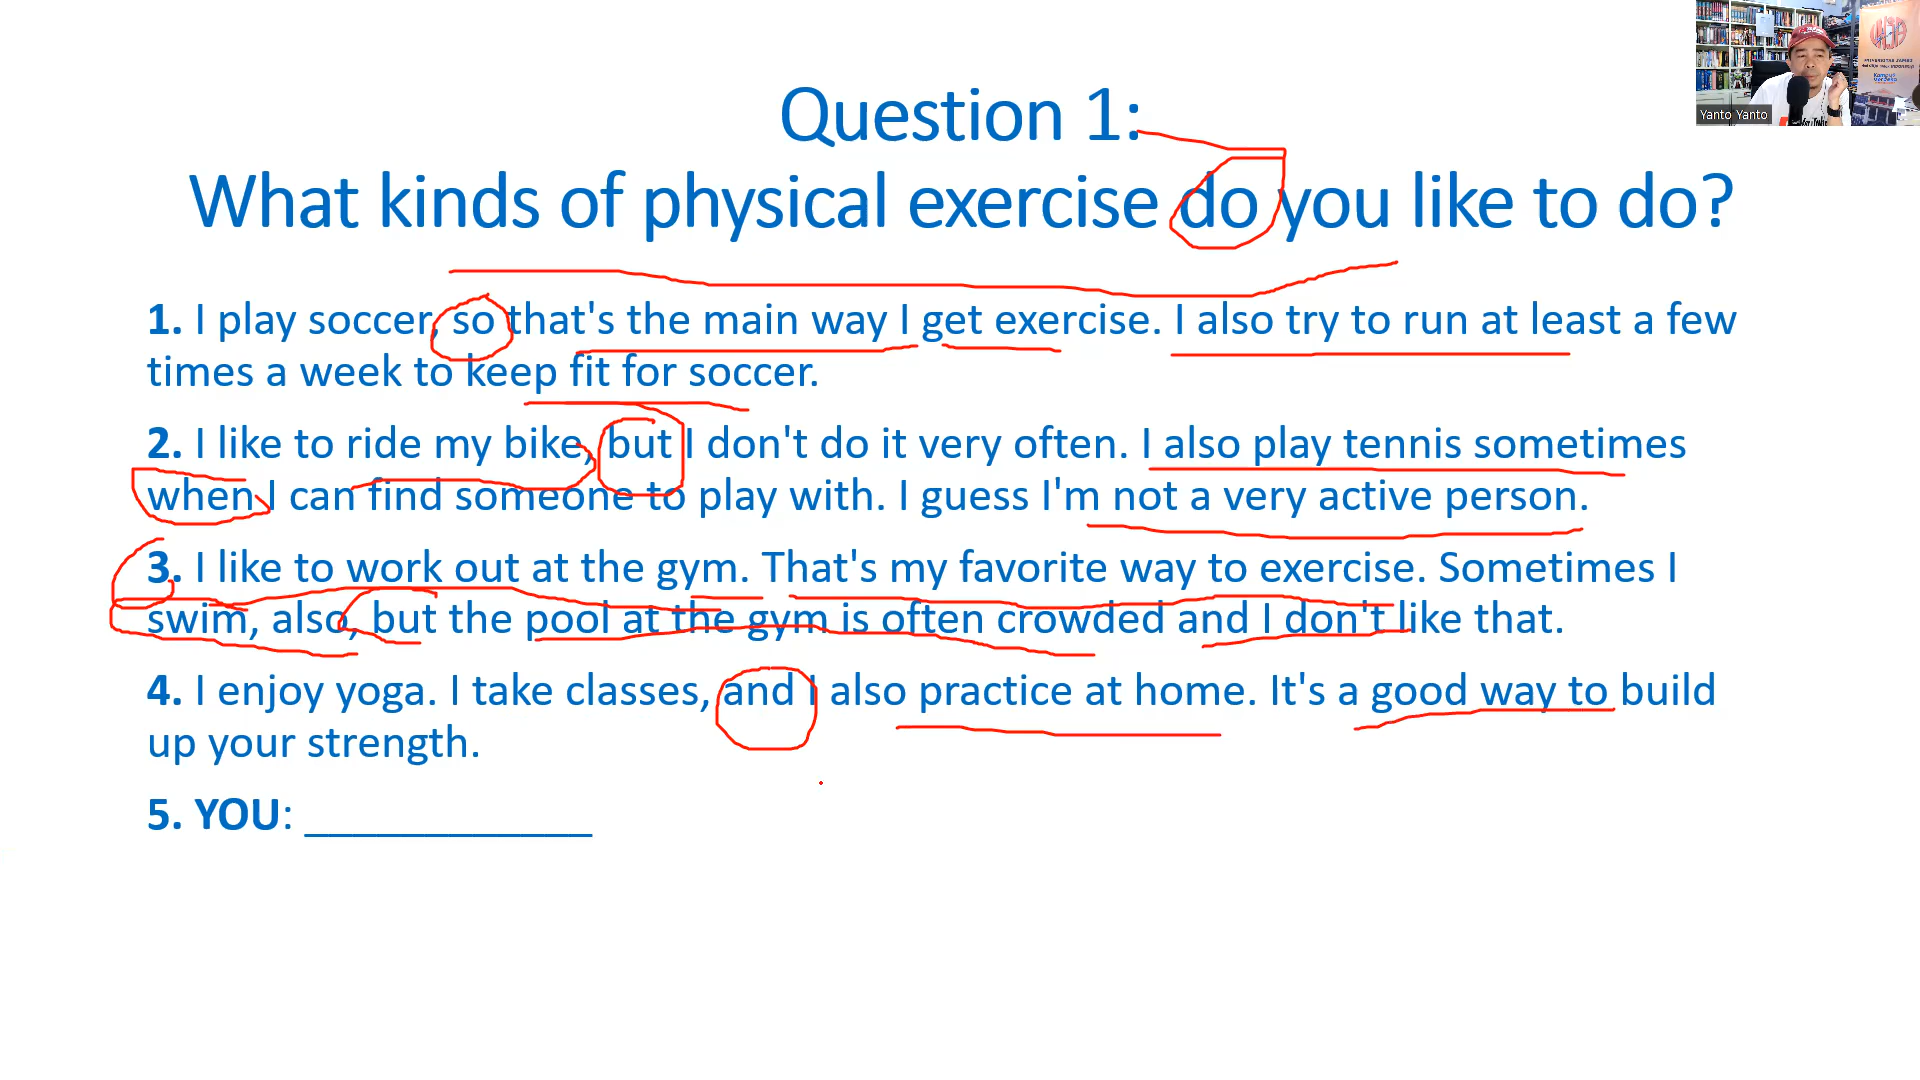 Question 1:
What kinds of physical exercise do you like to do?
1. I play soccer, so that's the main way I get exercise. I also try to run at least a few
times a week to keep fit for soccer.
2. I like to ride my bike, but I don't do it very often. I also play tennis sometimes
when I can find someone to play with. I guess I'm not a very active person.
3. I like to work out at the gym. That's my favorite way to exercise. Sometimes I
swim, also, but the pool at the gym is often crowded and I don't like that.
4. I enjoy yoga. I take classes, and I also practice at home. It's a good way to build
up your strength.
5. YOU: ____________
Yanto Yanto
UNIVERSITAS JAMBI